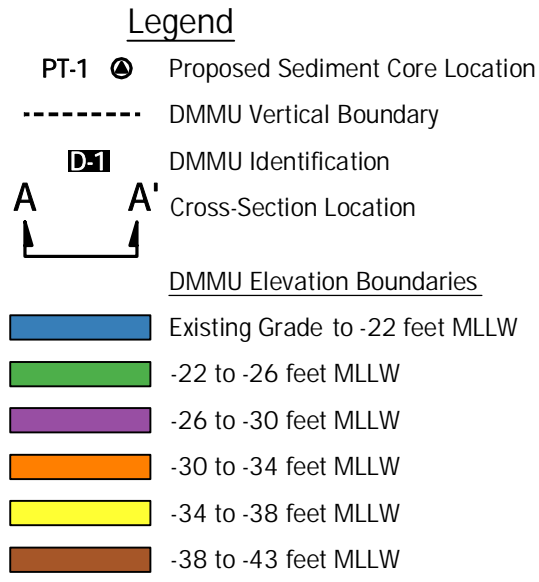 Legend
PT-1 Proposed Sediment Core Location
DMMU Vertical Boundary
D-1 DMMU Identification
A A' Cross-Section Location
DMMU Elevation Boundaries
Existing Grade to -22 feet MLLW
-22 to -26 feet MLLW
-26 to -30 feet MLLW
-30 to -34 feet MLLW
-34 to -38 feet MLLW
-38 to -43 feet MLLW